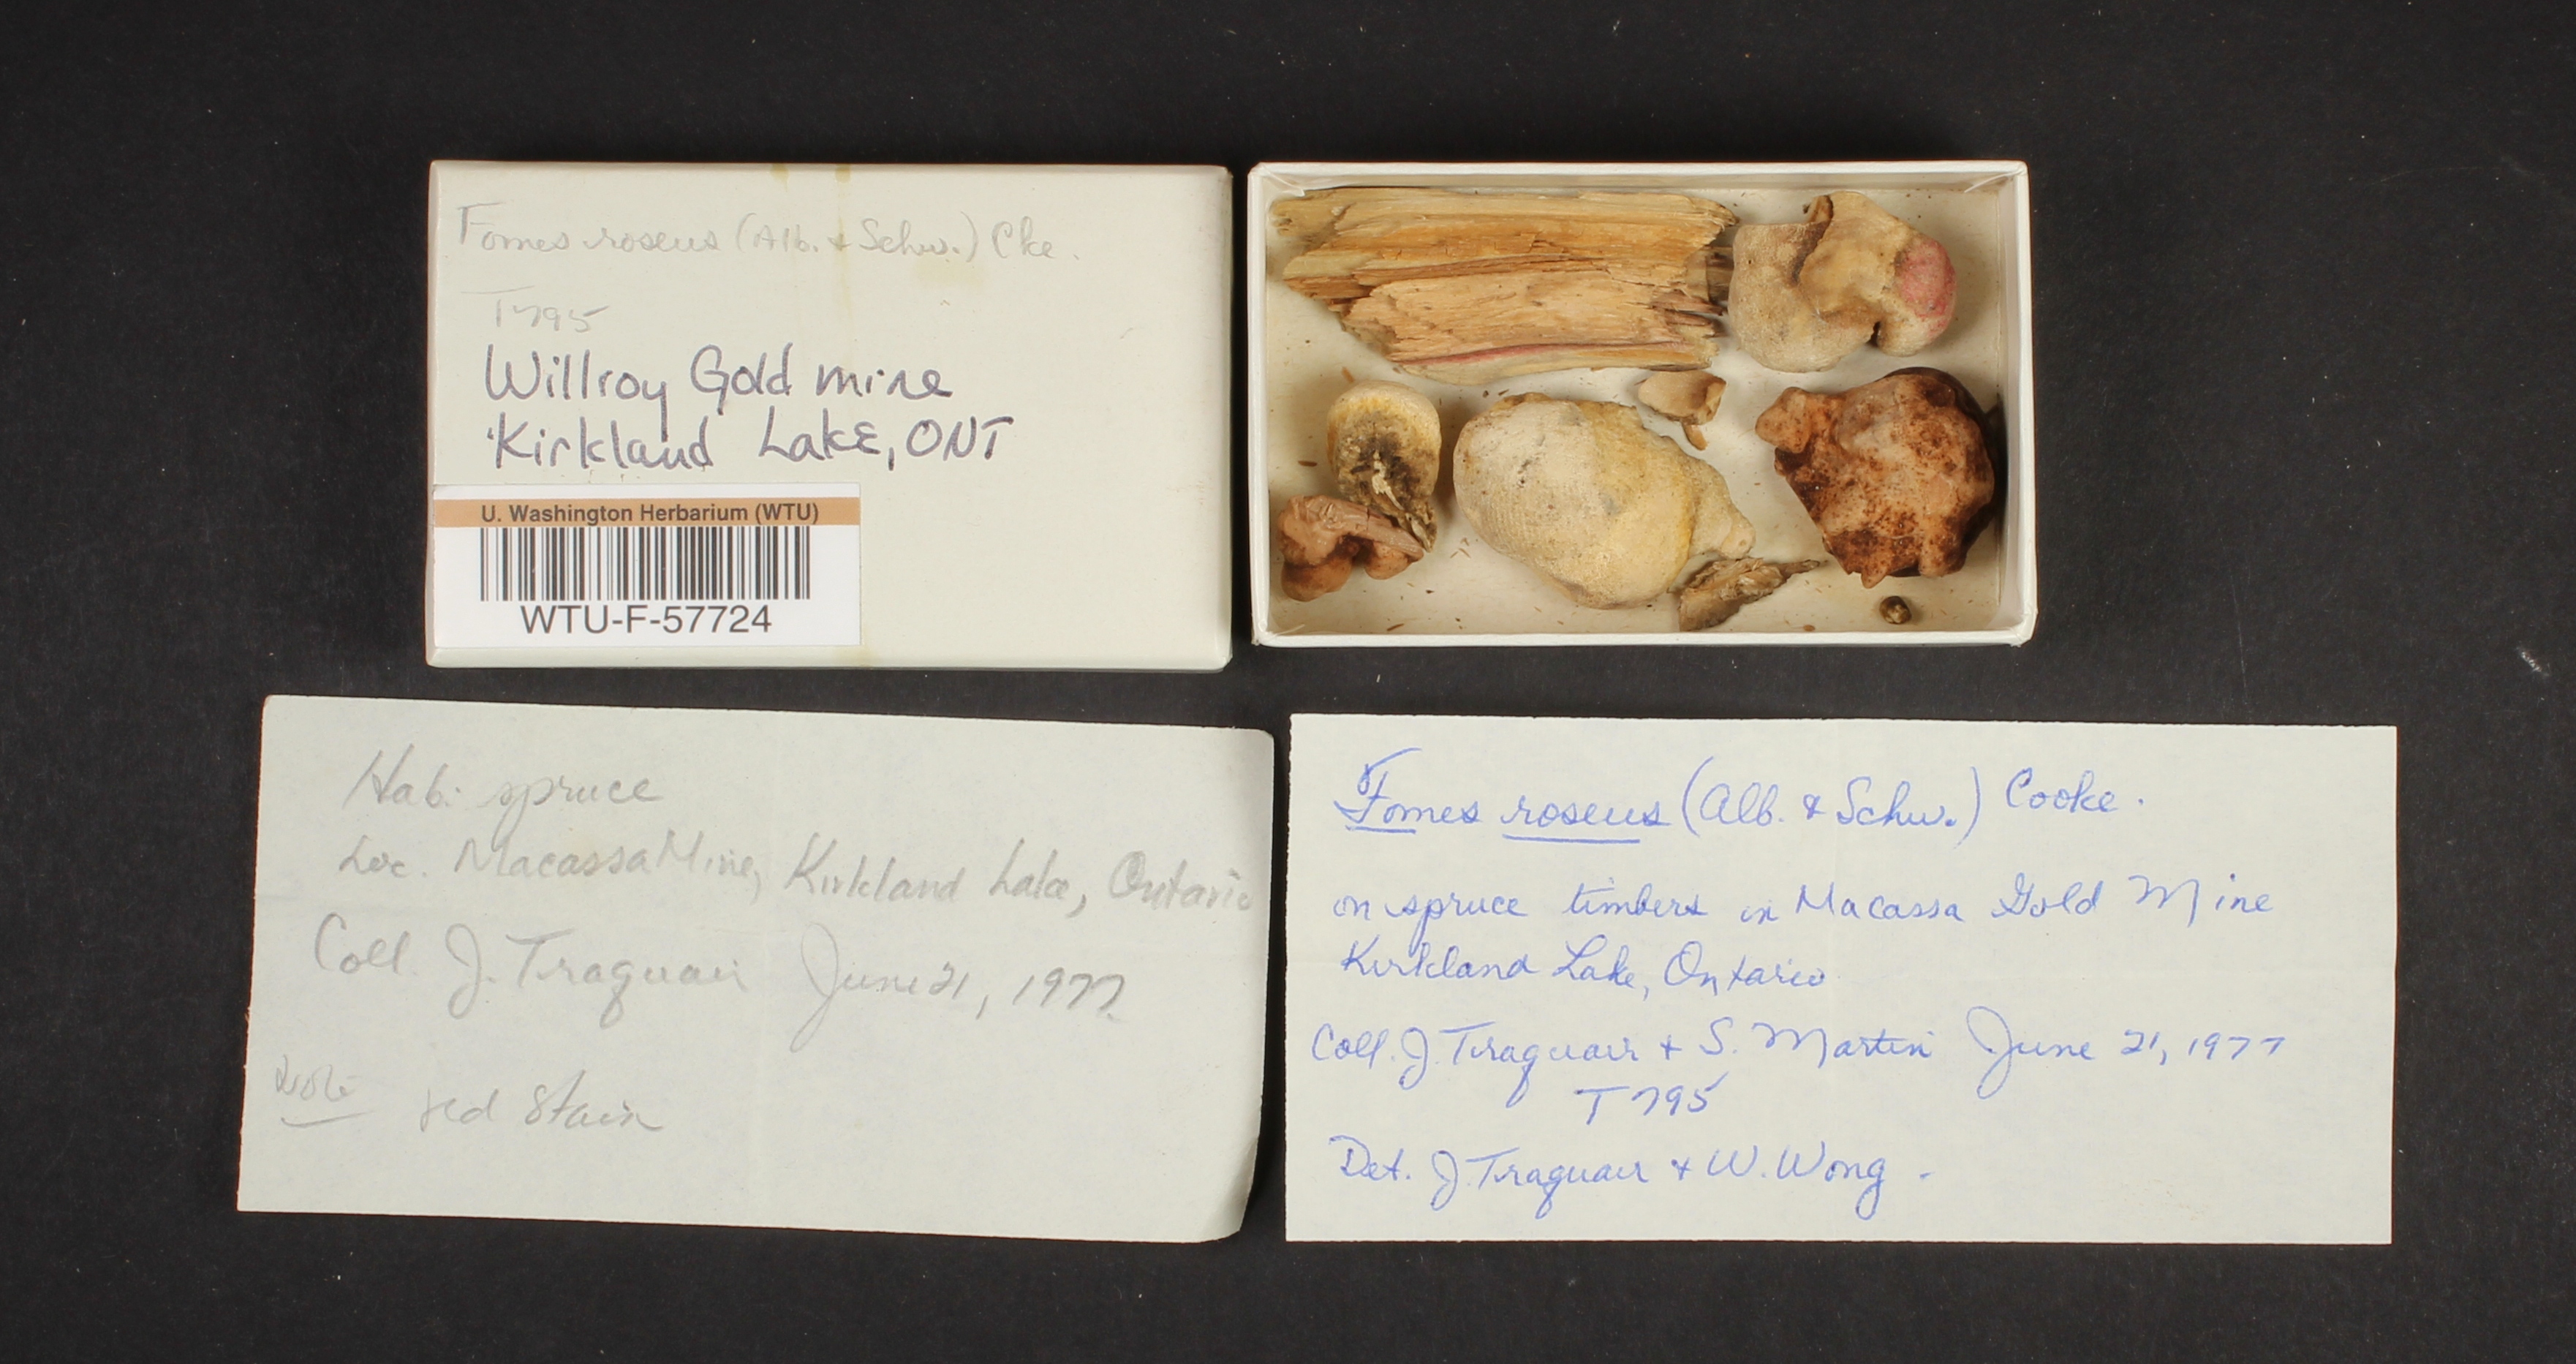 Fomes roseus (Alb. & Schw.) Cke.
T795
Willroy Gold mine
Kirkland Lake, ONT
U. Washington Herbarium (WTU)
WTU-F-57724
Hab: spruce
Loc. Macassa Mine, Kirkland Lake, Ontario
Coll. J. Traquair June 21, 1977
Note red stain
Fomes roseus (Alb. & Schw.) Cooke.
on spruce timbers in Macassa Gold Mine
Kirkland Lake, Ontario
Coll. J. Traquair + S. Martin June 21, 1977
T 795
Det. J. Traquair + W. Wong.